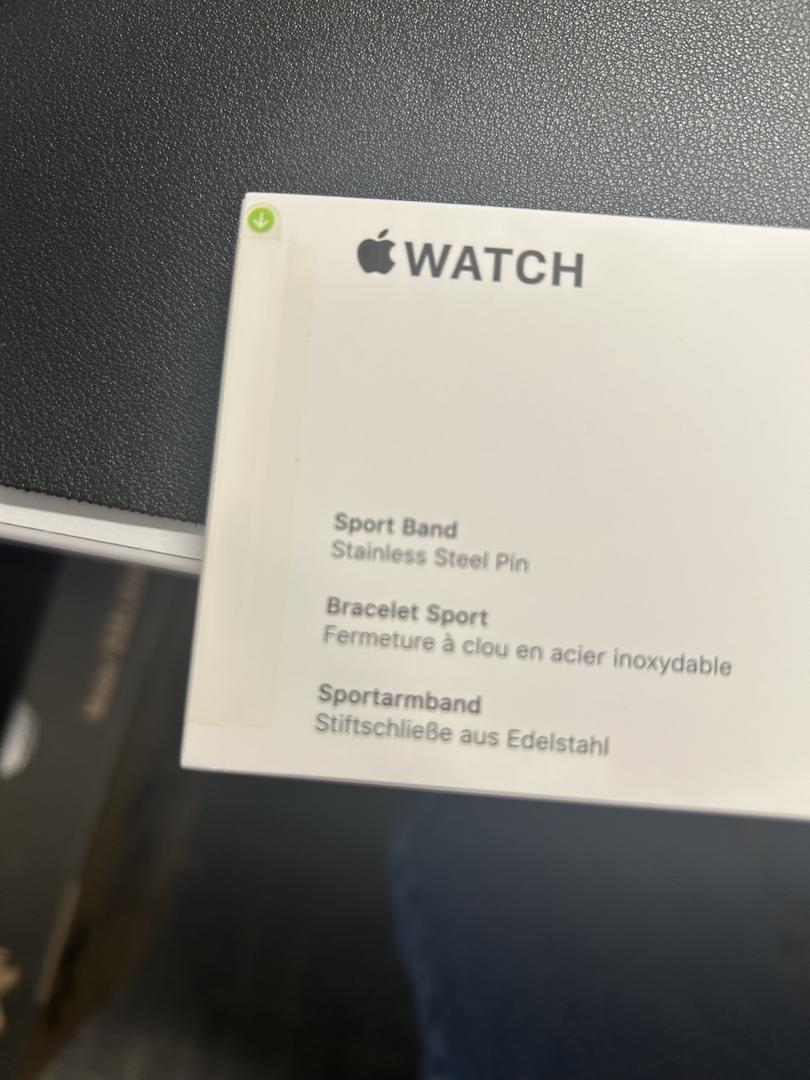 WATCH
Sport Band
Stainless Steel Pin
Bracelet Sport
Fermeture à clou en acier inoxydable
Sportarmband
Stiftschließe aus Edelstahl